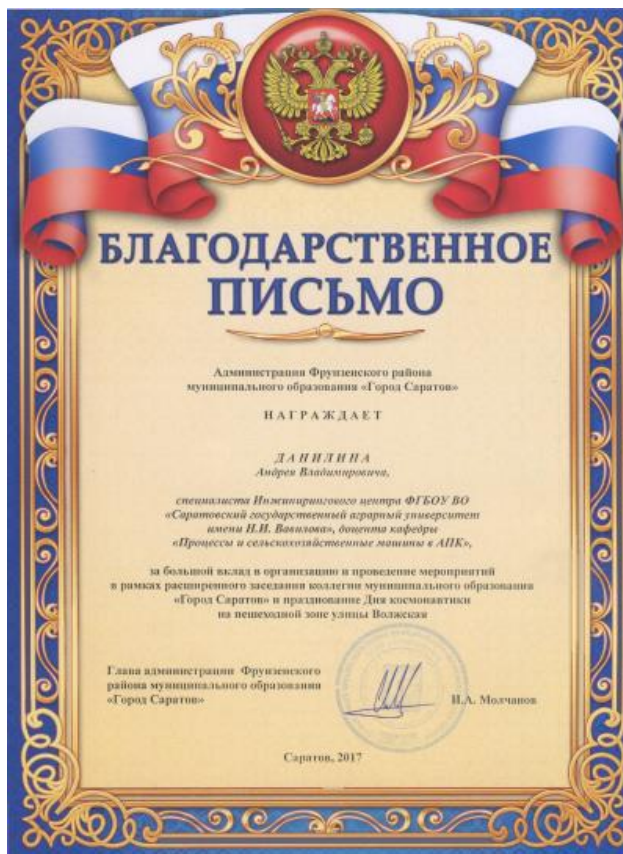 БЛАГОДАРСТВЕННОЕ
ПИСЬМО
Администрация Фрунзенского района
муниципального образования «Город Саратов»
НАГРАЖДАЕТ
ДАНИЛИНА
Андрея Владимировича,
специалиста Инжинирингового центра ФГБОУ ВО
«Саратовский государственный аграрный университет
имени Н.И. Вавилова», доцента кафедры
«Процессы и сельскохозяйственные машины в АПК»,
за большой вклад в организацию и проведение мероприятий
в рамках расширенного заседания коллегии муниципального образования
«Город Саратов» и празднование Дня космонавтики
на пешеходной зоне улицы Волжская
Глава администрации Фрунзенского
района муниципального образования
«Город Саратов»
И.А. Молчанов
Саратов, 2017